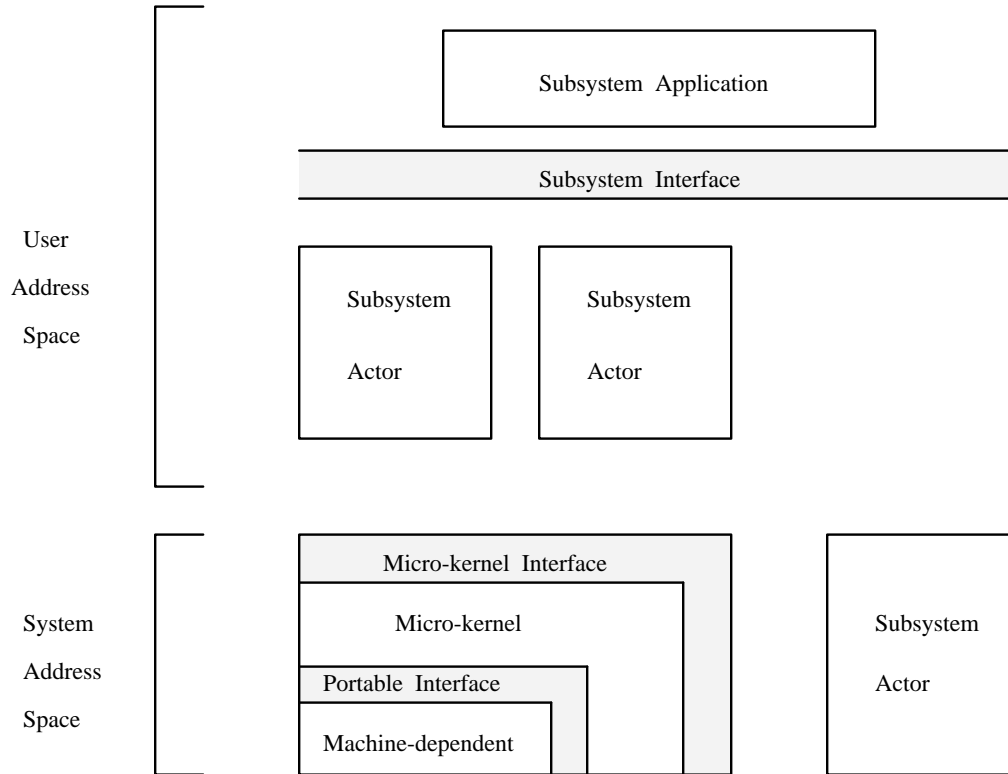 Subsystem Application
Subsystem Interface
User
Address
Space
Subsystem
Actor
Subsystem
Actor
Micro-kernel Interface
Micro-kernel
Portable Interface
Machine-dependent
System
Address
Space
Subsystem
Actor